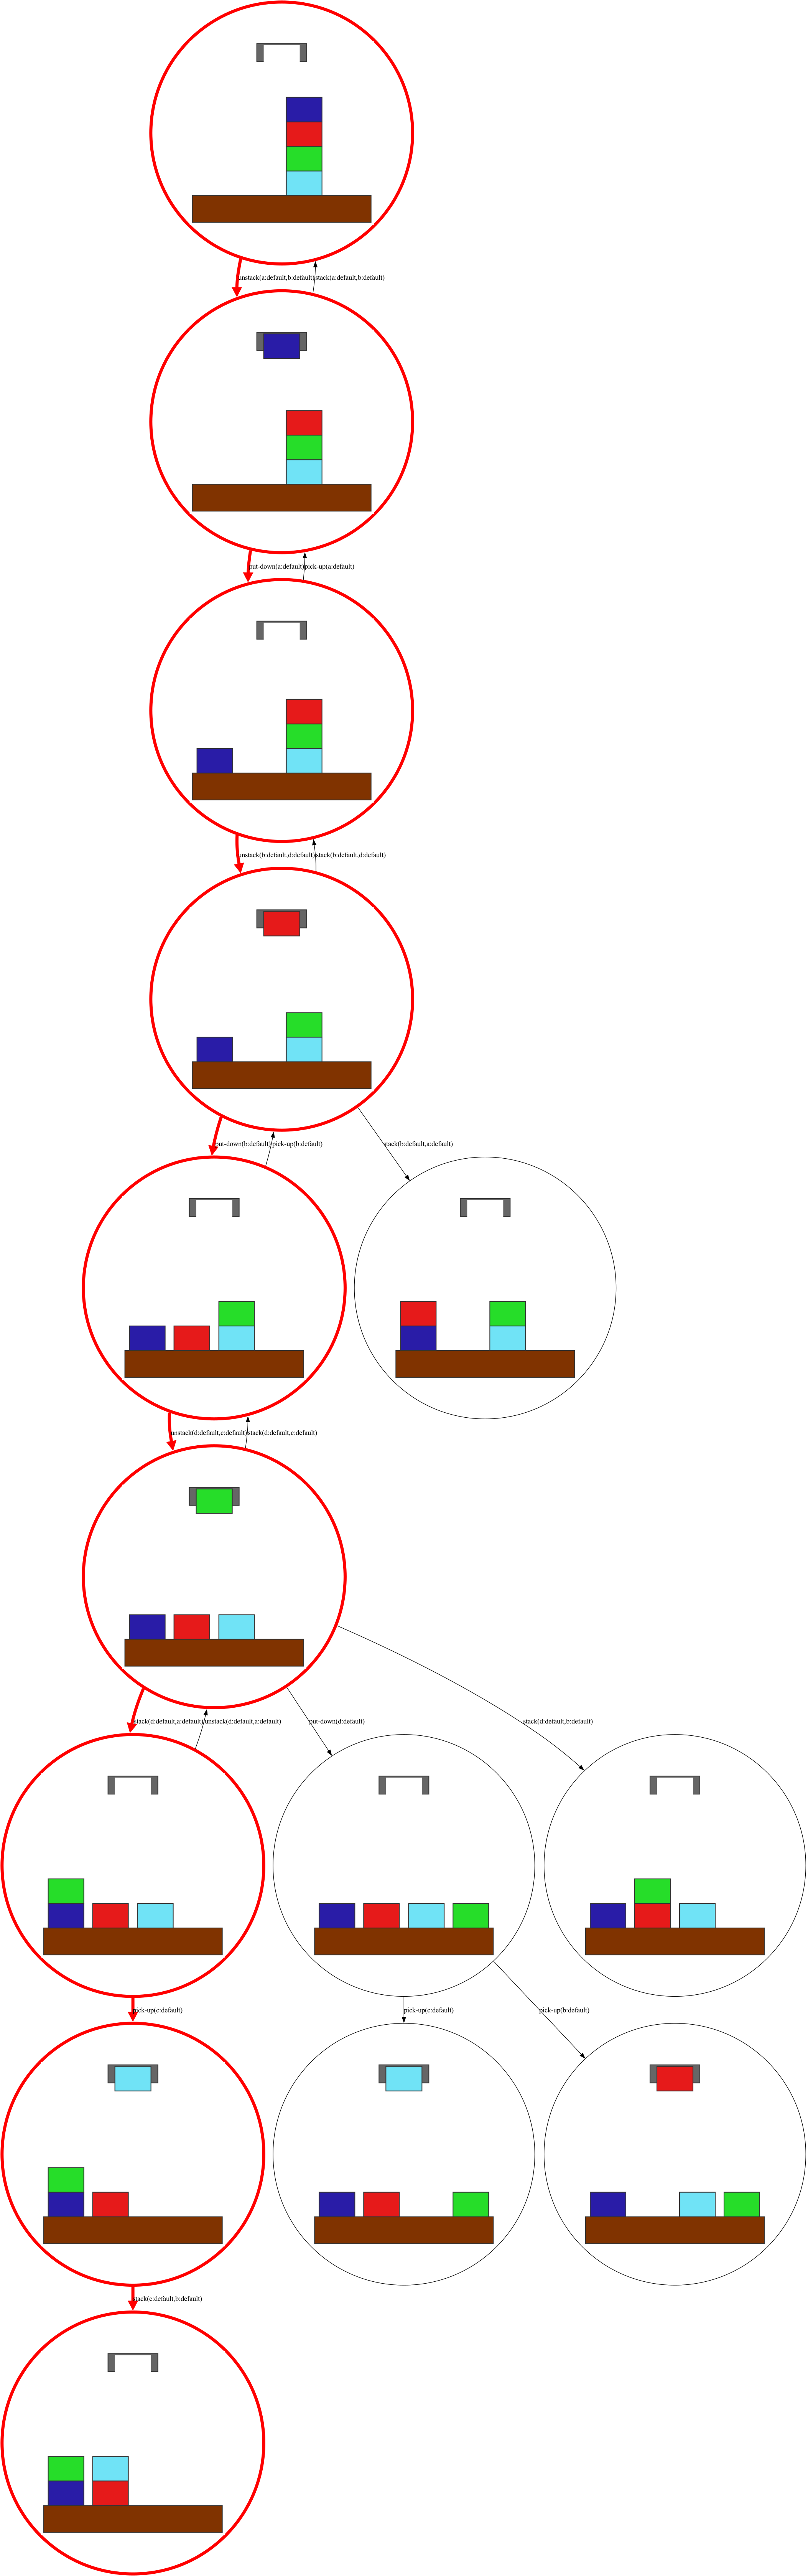 unstack(a:default,b:default) stack(a:default,b:default)
put-down(a:default) pick-up(a:default)
unstack(b:default,d:default) stack(b:default,d:default)
put-down(b:default) pick-up(b:default) stack(b:default,a:default)
unstack(d:default,c:default) stack(d:default,c:default)
stack(d:default,a:default) unstack(d:default,a:default) put-down(d:default) stack(d:default,b:default)
pick-up(c:default) pick-up(c:default) pick-up(b:default)
stack(c:default,b:default)